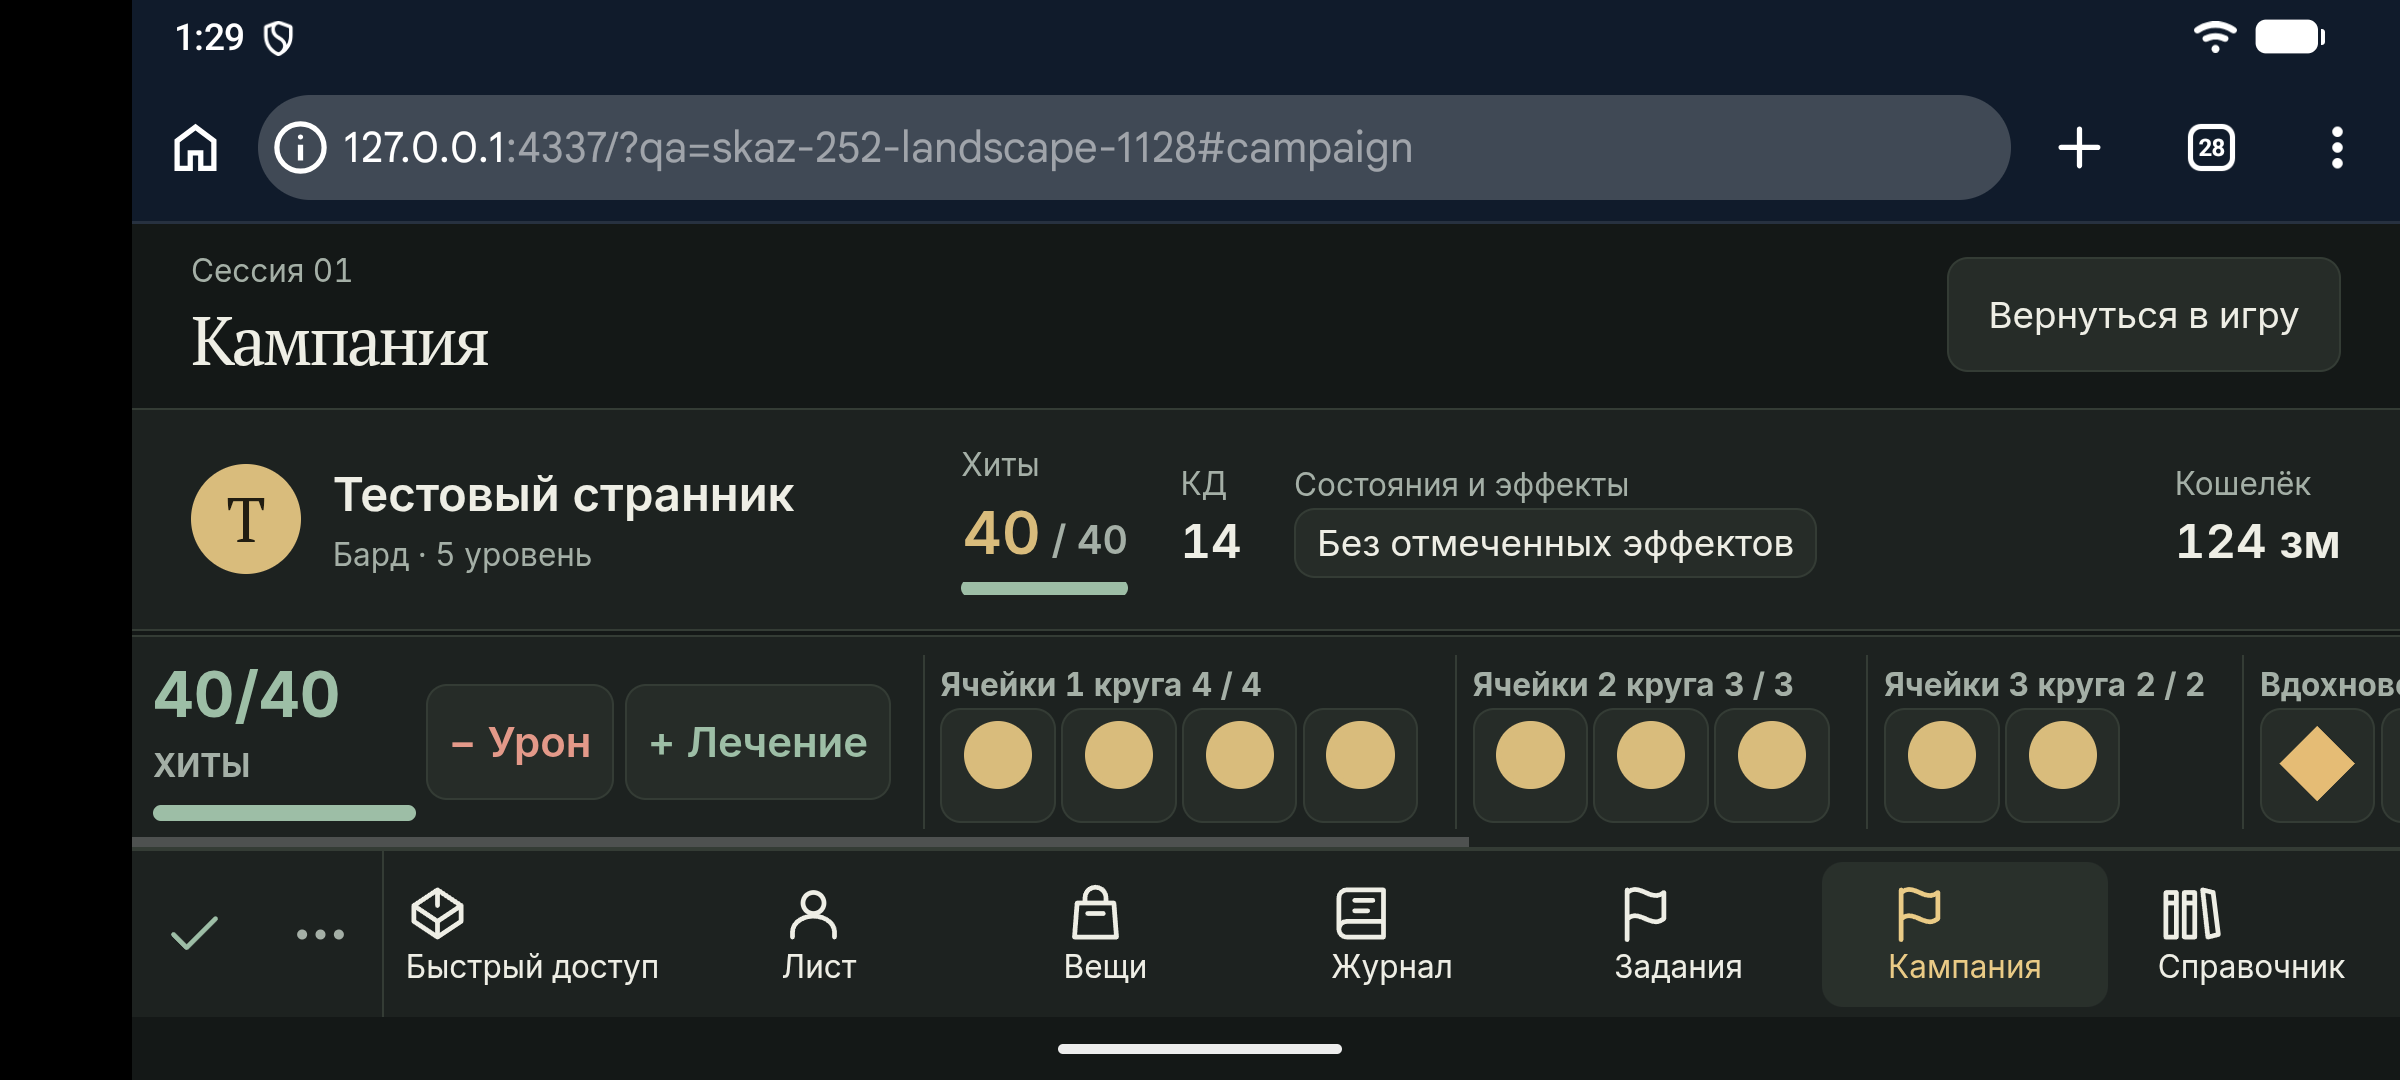 1:29
127.0.0.1:4337/?qa=skaz-252-landscape-1128#campaign
28
Сессия 01
Кампания
Вернуться в игру
Т
Тестовый странник
Бард · 5 уровень
Хиты
40 / 40
КД
14
Состояния и эффекты
Без отмеченных эффектов
Кошелёк
124 зм
40/40
хиты
− Урон
+ Лечение
Ячейки 1 круга 4 / 4
Ячейки 2 круга 3 / 3
Ячейки 3 круга 2 / 2
Быстрый доступ
Лист
Вещи
Журнал
Задания
Кампания
Справочник